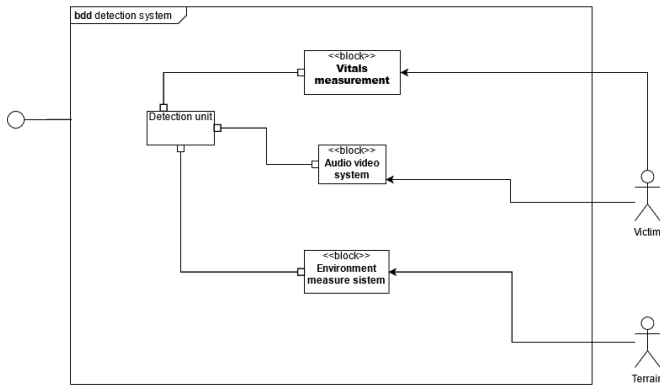 bdd detection system
<<block>>
Vitals
measurement
Detection unit
<<block>>
Audio video
system
Victim
<<block>>
Environment
measure sistem
Terrain